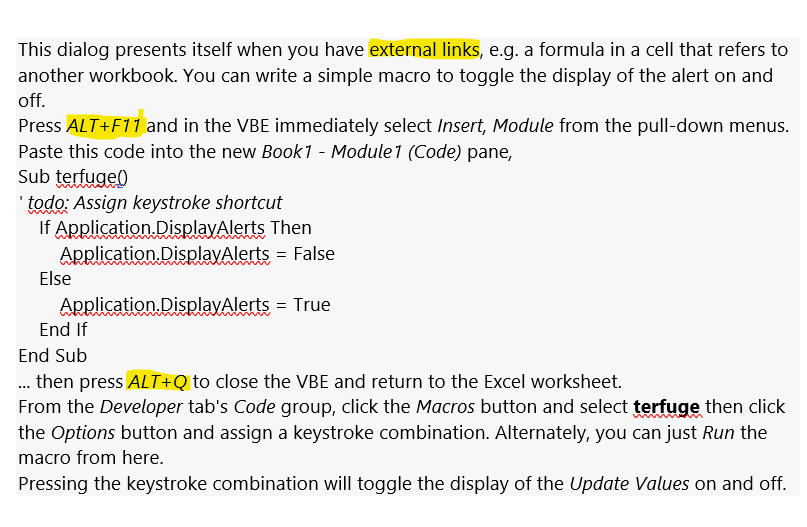 This dialog presents itself when you have external links, e.g. a formula in a cell that refers to
another workbook. You can write a simple macro to toggle the display of the alert on and
off.
Press ALT+F11 and in the VBE immediately select Insert, Module from the pull-down menus.
Paste this code into the new Book1 - Module1 (Code) pane,
Sub terfuge()
' todo: Assign keystroke shortcut
If Application.DisplayAlerts Then
Application.DisplayAlerts = False
Else
Application.DisplayAlerts = True
End If
End Sub
... then press ALT+Q to close the VBE and return to the Excel worksheet.
From the Developer tab's Code group, click the Macros button and select terfuge then click
the Options button and assign a keystroke combination. Alternately, you can just Run the
macro from here.
Pressing the keystroke combination will toggle the display of the Update Values on and off.